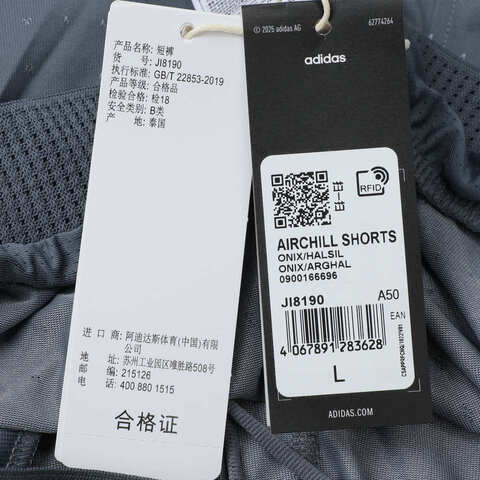 产品名称: 短裤
货 号: JI8190
执行标准: GB/T 22853-2019
产品等级: 合格品
检验合格: 检18
安全类别: B类
产 地: 泰国
进 口 商: 阿迪达斯体育(中国)有限公司
地 址: 苏州工业园区唯胜路508号
邮 编: 215126
电 话: 400 880 1515
合格证
© 2025 adidas AG
62774264
adidas
RFID
AIRCHILL SHORTS
ONIX/HALSIL
ONIX/ARGHAL
0900166696
JI8190 A50
EAN
4 067891 283628
L
ADIDAS.COM